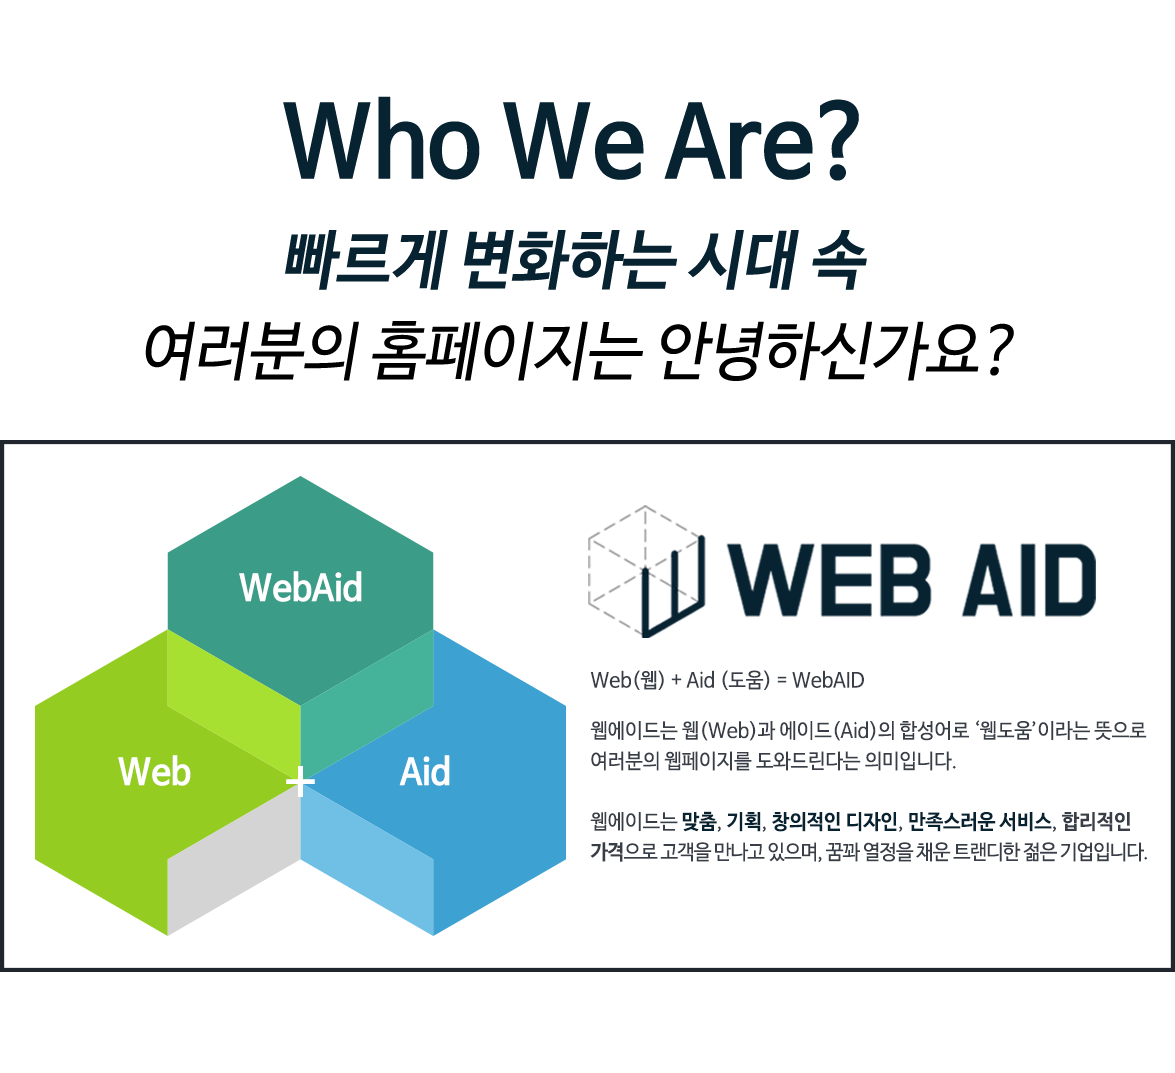 Who We Are?
빠르게 변화하는 시대 속
여러분의 홈페이지는 안녕하신가요?
WebAid
Web
+
Aid
WEB AID
Web(웹) + Aid (도움) = WebAID
웹에이드는 웹(Web)과 에이드(Aid)의 합성어로 ‘웹도움’이라는 뜻으로
여러분의 웹페이지를 도와드린다는 의미입니다.
웹에이드는 맞춤, 기획, 창의적인 디자인, 만족스러운 서비스, 합리적인
가격으로 고객을 만나고 있으며, 꿈과 열정을 채운 트랜디한 젊은 기업입니다.